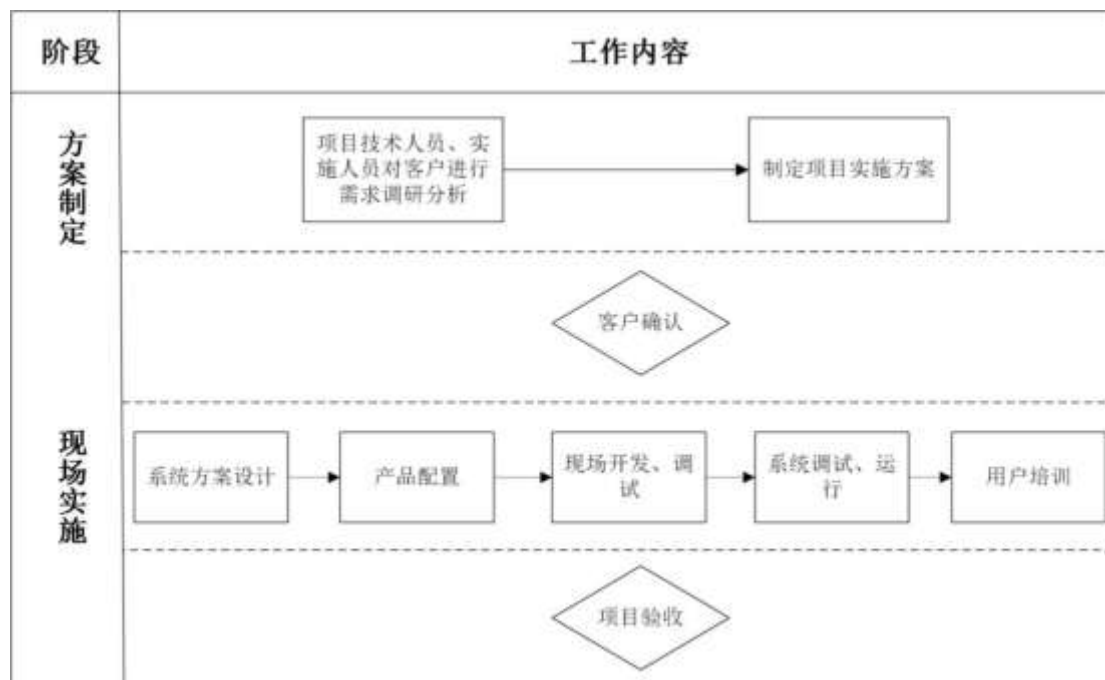 阶段
工作内容
方案制定
项目技术人员、实
施人员对客户进行
需求调研分析
制定项目实施方案
客户确认
现场实施
系统方案设计
产品配置
现场开发、调
试
系统调试、运
行
用户培训
项目验收